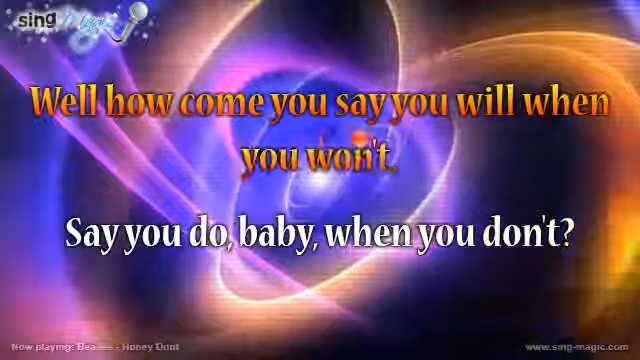 sing Magic
Well how come you say you will when
you won't.
Say you do, baby, when you don't?
Now playing: Beatles - Honey Dont
www.sing-magic.com